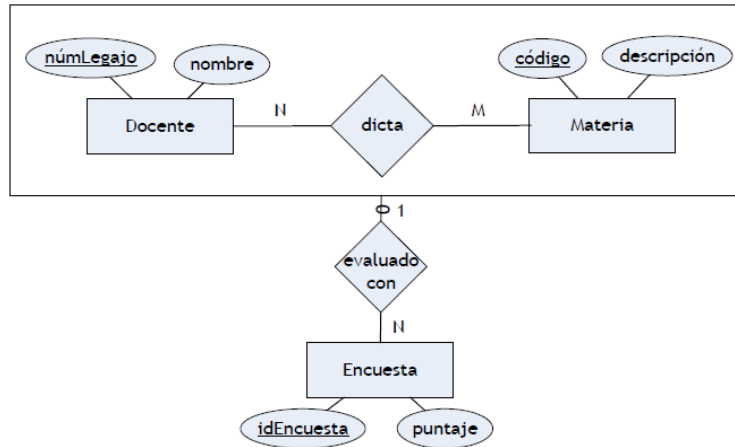 númLegajo
nombre
código
descripción
Docente
N
dicta
M
Materia
1
evaluado
con
N
Encuesta
idEncuesta
puntaje